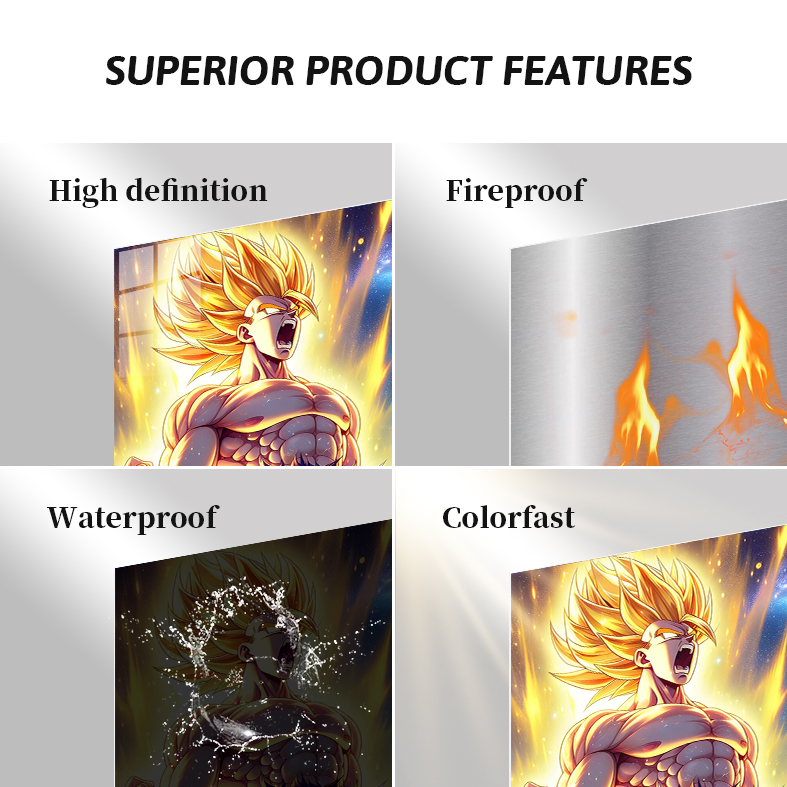 SUPERIOR PRODUCT FEATURES
High definition
Fireproof
Waterproof
Colorfast